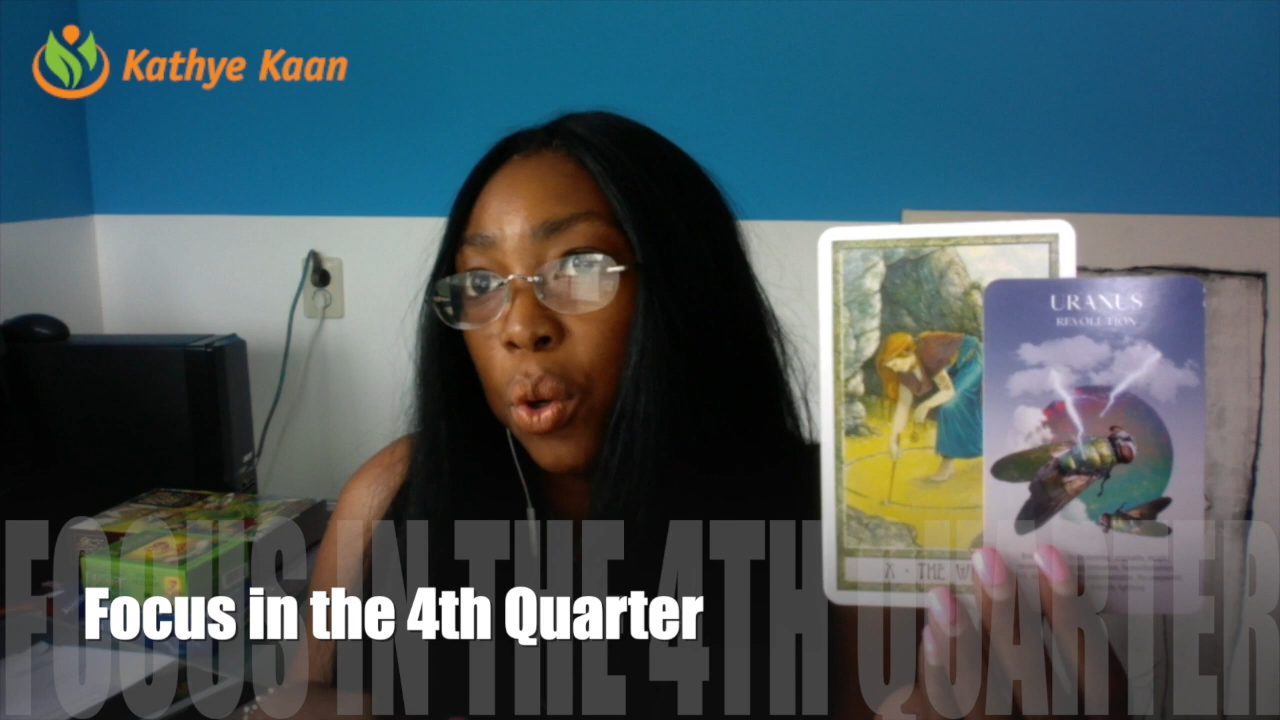 Kathye Kaan
URANUS
REVOLUTION
X - THE
FOCUS IN THE 4TH QUARTER
Focus in the 4th Quarter